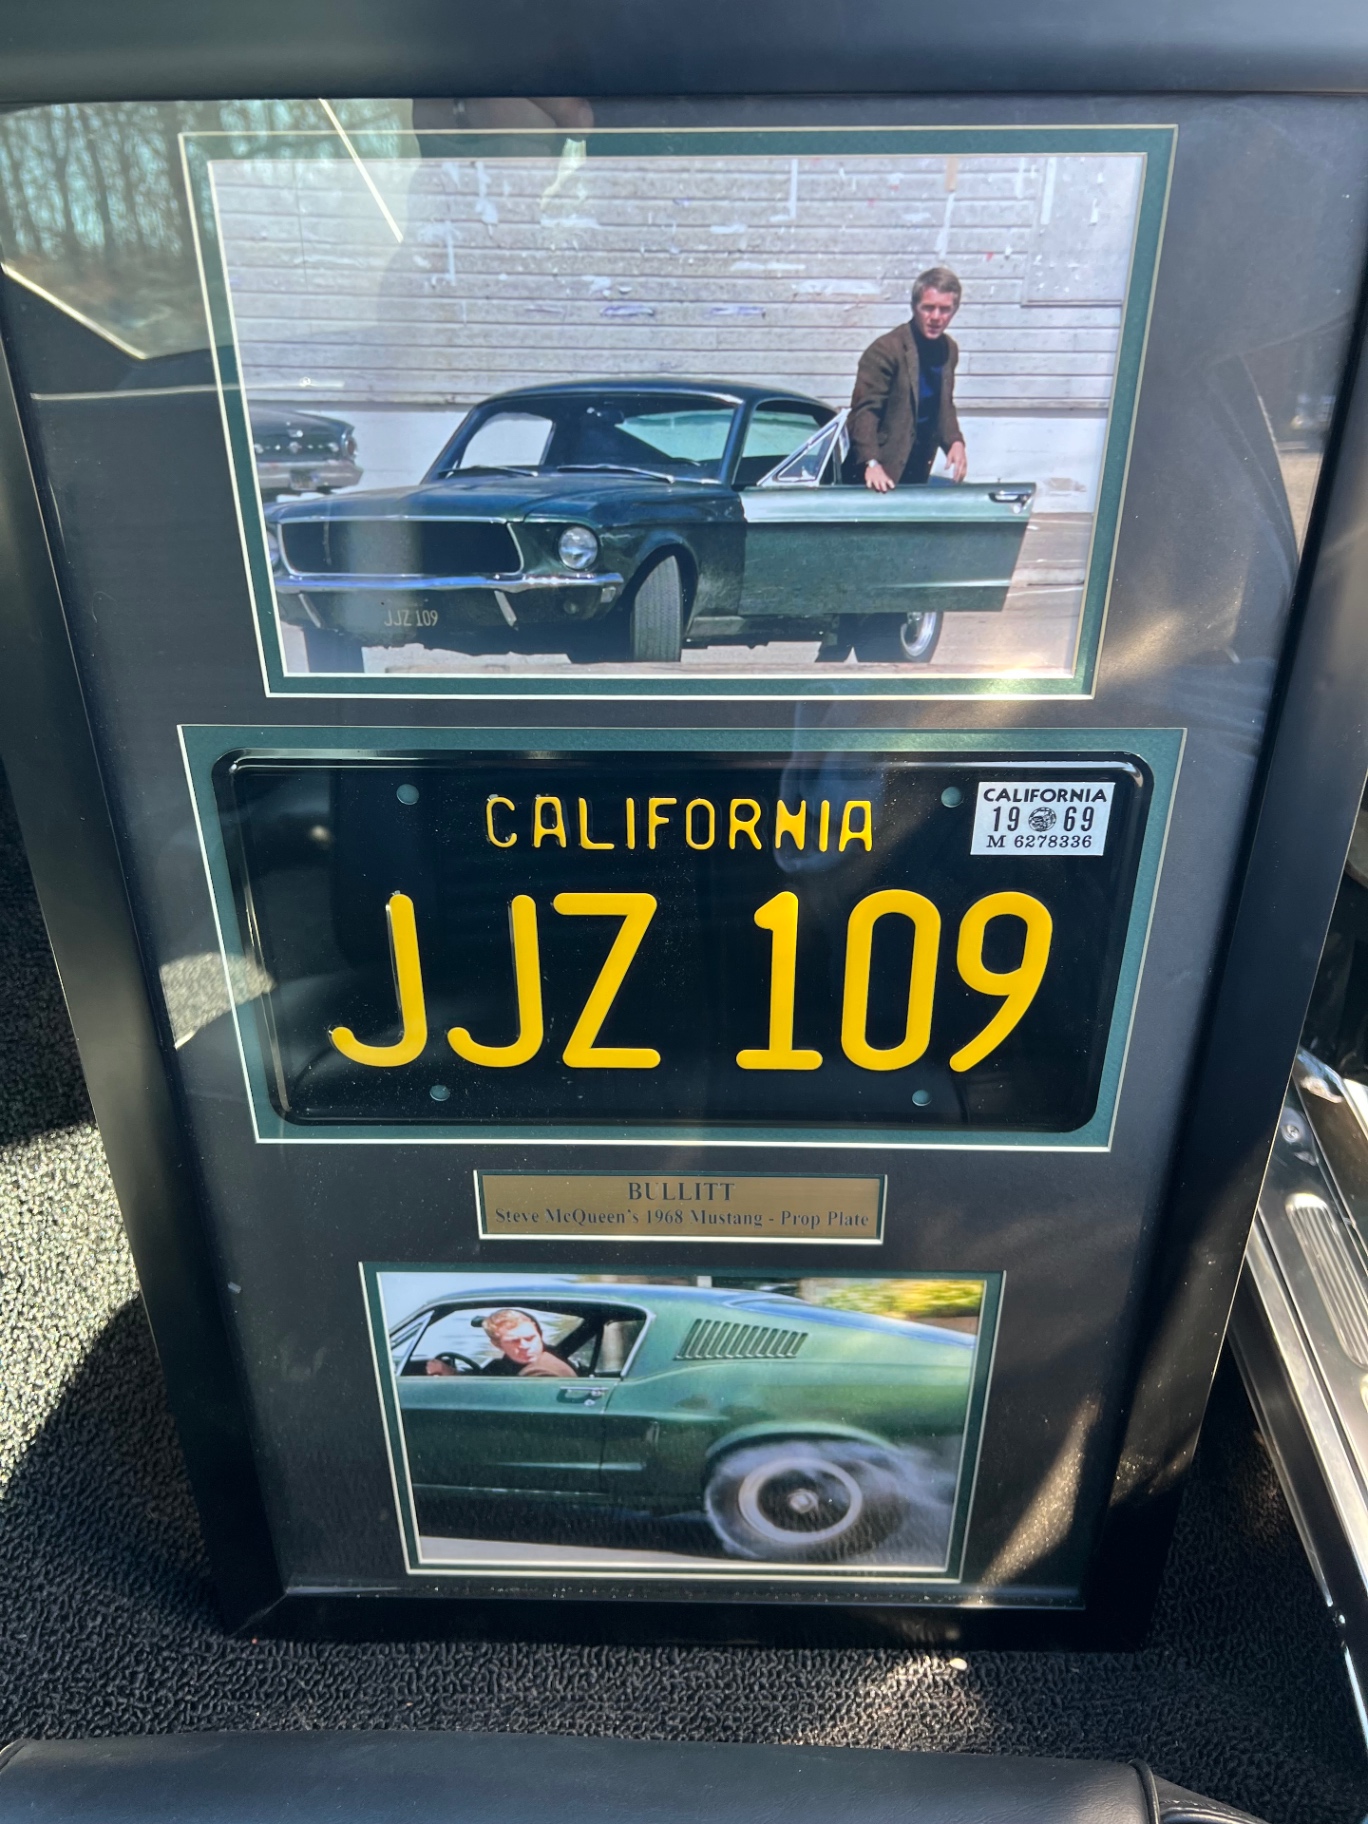 JJZ 109
CALIFORNIA
CALIFORNIA
19 69
M 6278336
JJZ 109
BULLITT
Steve McQueen's 1968 Mustang - Prop Plate